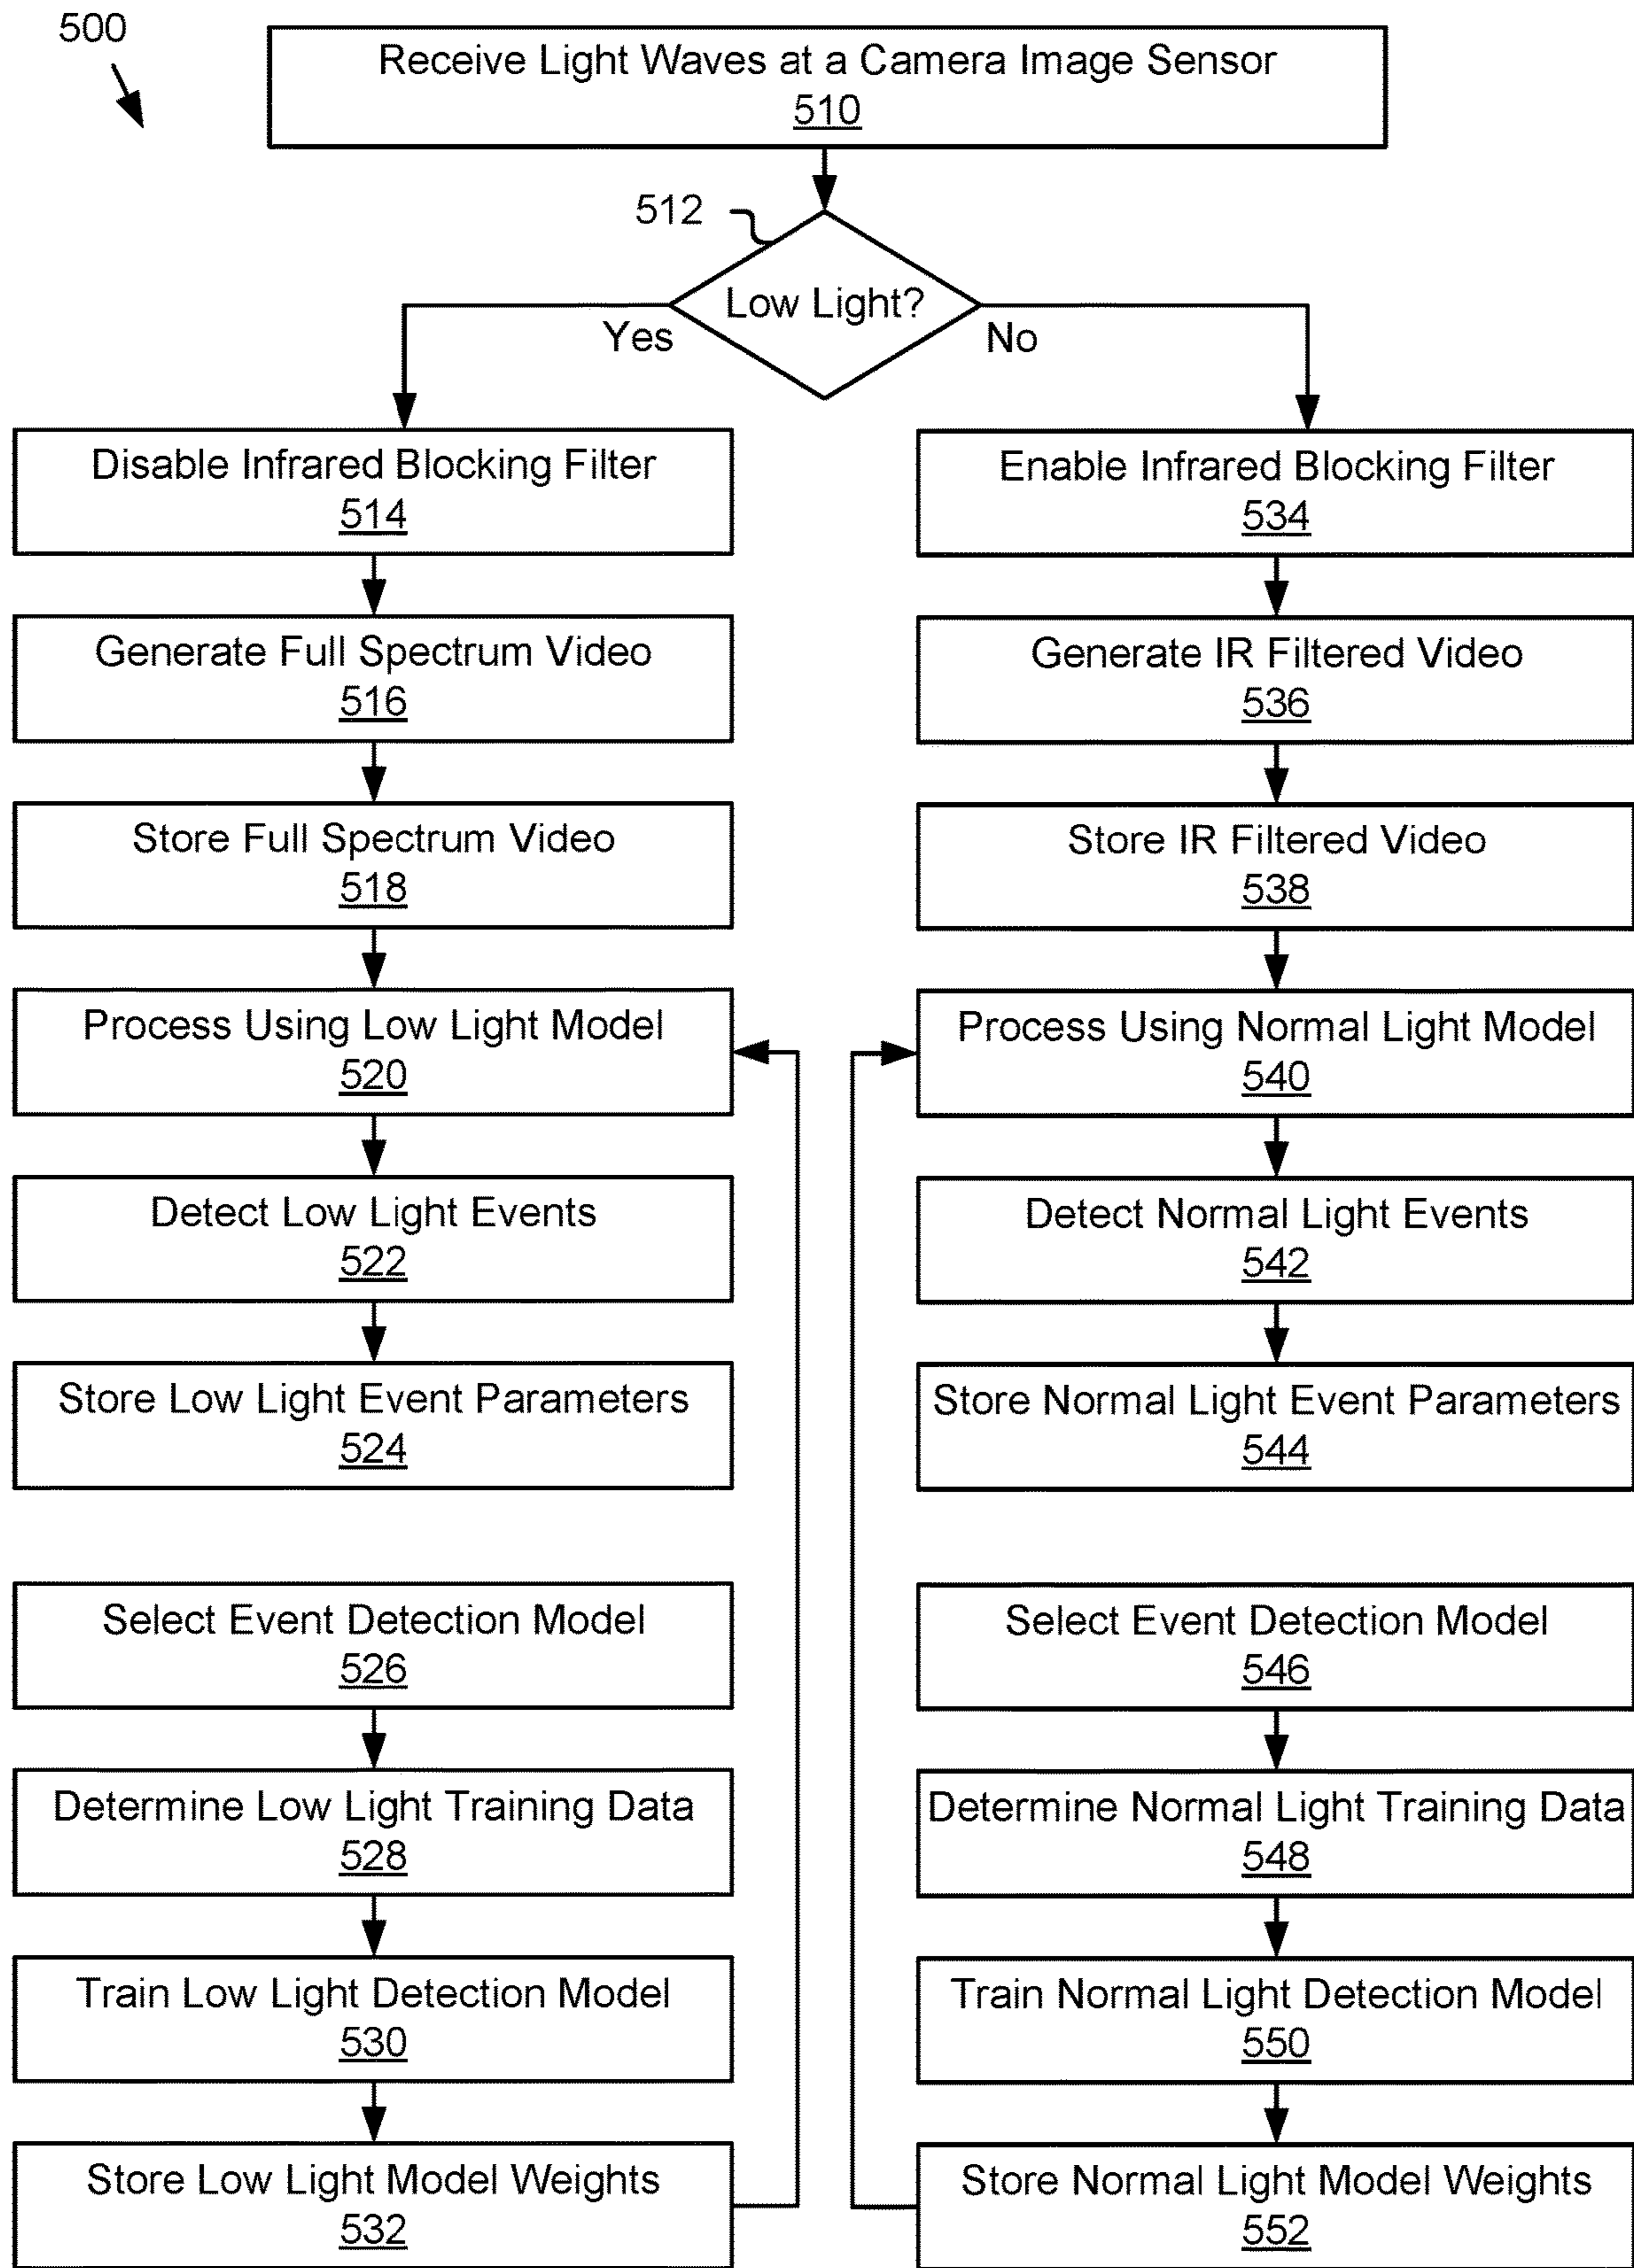 500
Receive Light Waves at a Camera Image Sensor
510
512
Low Light?
Yes
No
Disable Infrared Blocking Filter
514
Generate Full Spectrum Video
516
Store Full Spectrum Video
518
Process Using Low Light Model
520
Detect Low Light Events
522
Store Low Light Event Parameters
524
Select Event Detection Model
526
Determine Low Light Training Data
528
Train Low Light Detection Model
530
Store Low Light Model Weights
532
Enable Infrared Blocking Filter
534
Generate IR Filtered Video
536
Store IR Filtered Video
538
Process Using Normal Light Model
540
Detect Normal Light Events
542
Store Normal Light Event Parameters
544
Select Event Detection Model
546
Determine Normal Light Training Data
548
Train Normal Light Detection Model
550
Store Normal Light Model Weights
552